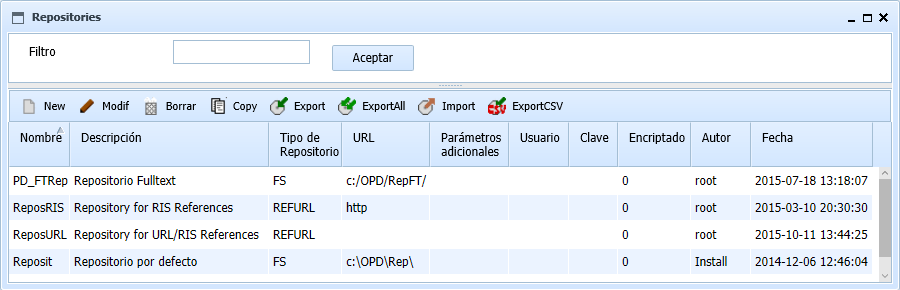 Repositories
Filtro Aceptar
New Modif Borrar Copy Export ExportAll Import ExportCSV
Nombre Descripción Tipo de Repositorio URL Parámetros adicionales Usuario Clave Encriptado Autor Fecha
PD_FTRep Repositorio Fulltext FS c:/OPD/RepFT/ 0 root 2015-07-18 13:18:07
ReposRIS Repository for RIS References REFURL http 0 root 2015-03-10 20:30:30
ReposURL Repository for URL/RIS References REFURL 0 root 2015-10-11 13:44:25
Reposit Repositorio por defecto FS c:\OPD\Rep\ 0 Install 2014-12-06 12:46:04